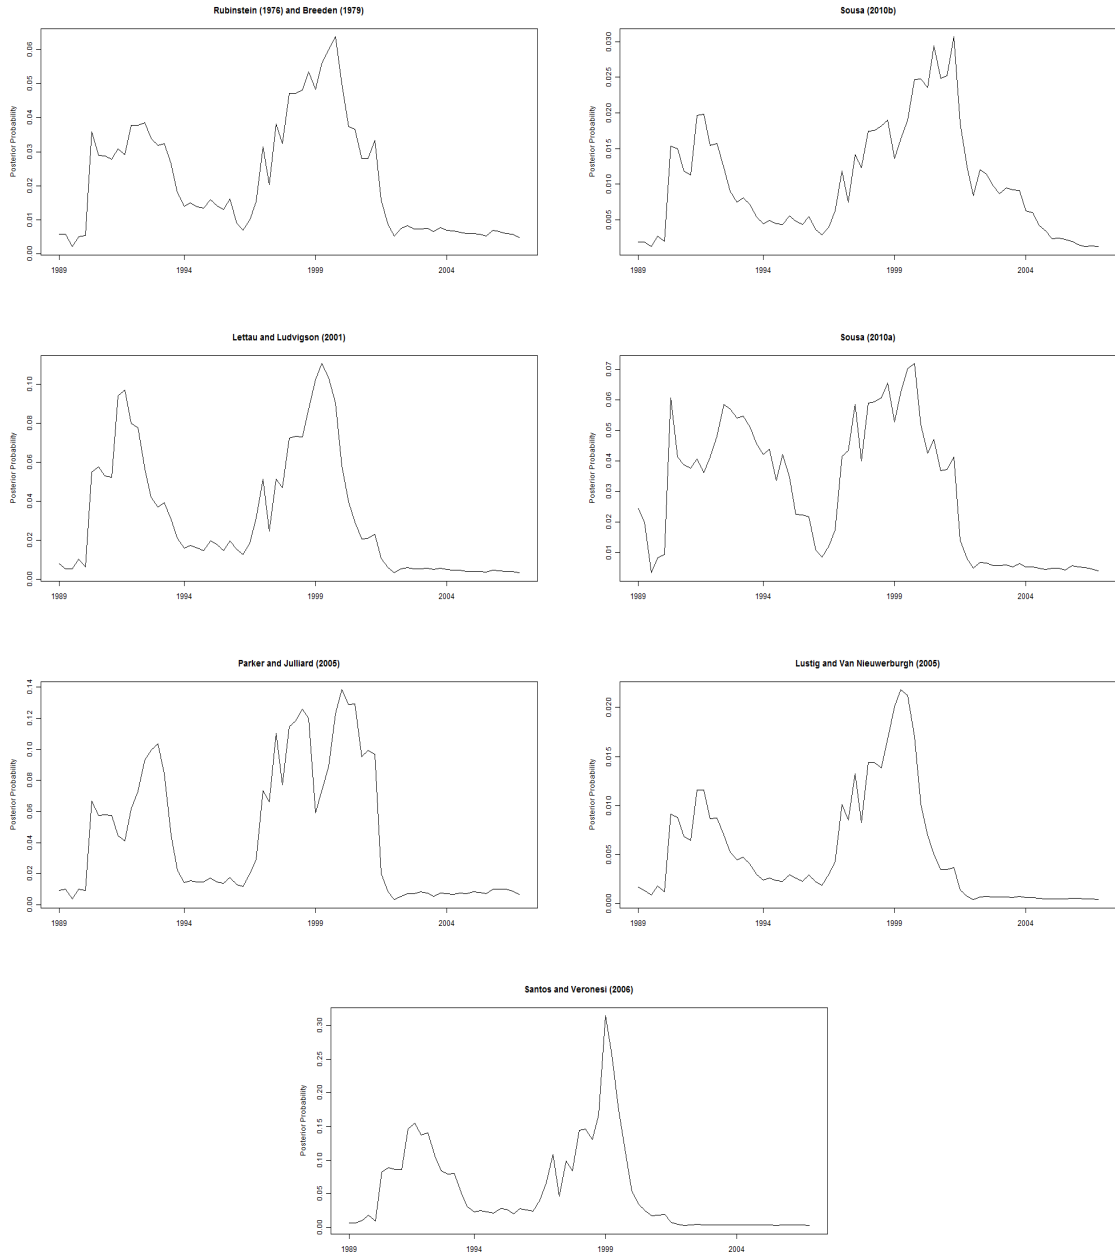 Rubinstein (1976) and Breeden (1979)
Posterior Probability
0.00 0.01 0.02 0.03 0.04 0.05 0.06
1989 1994 1999 2004
Sousa (2010b)
Posterior Probability
0.005 0.010 0.015 0.020 0.025 0.030
1989 1994 1999 2004
Lettau and Ludvigson (2001)
Posterior Probability
0.00 0.02 0.04 0.06 0.08 0.10
1989 1994 1999 2004
Sousa (2010a)
Posterior Probability
0.01 0.02 0.03 0.04 0.05 0.06 0.07
1989 1994 1999 2004
Parker and Julliard (2005)
Posterior Probability
0.00 0.02 0.04 0.06 0.08 0.10 0.12 0.14
1989 1994 1999 2004
Lustig and Van Nieuwerburgh (2005)
Posterior Probability
0.000 0.005 0.010 0.015 0.020
1989 1994 1999 2004
Santos and Veronesi (2006)
Posterior Probability
0.00 0.05 0.10 0.15 0.20 0.25 0.30
1989 1994 1999 2004